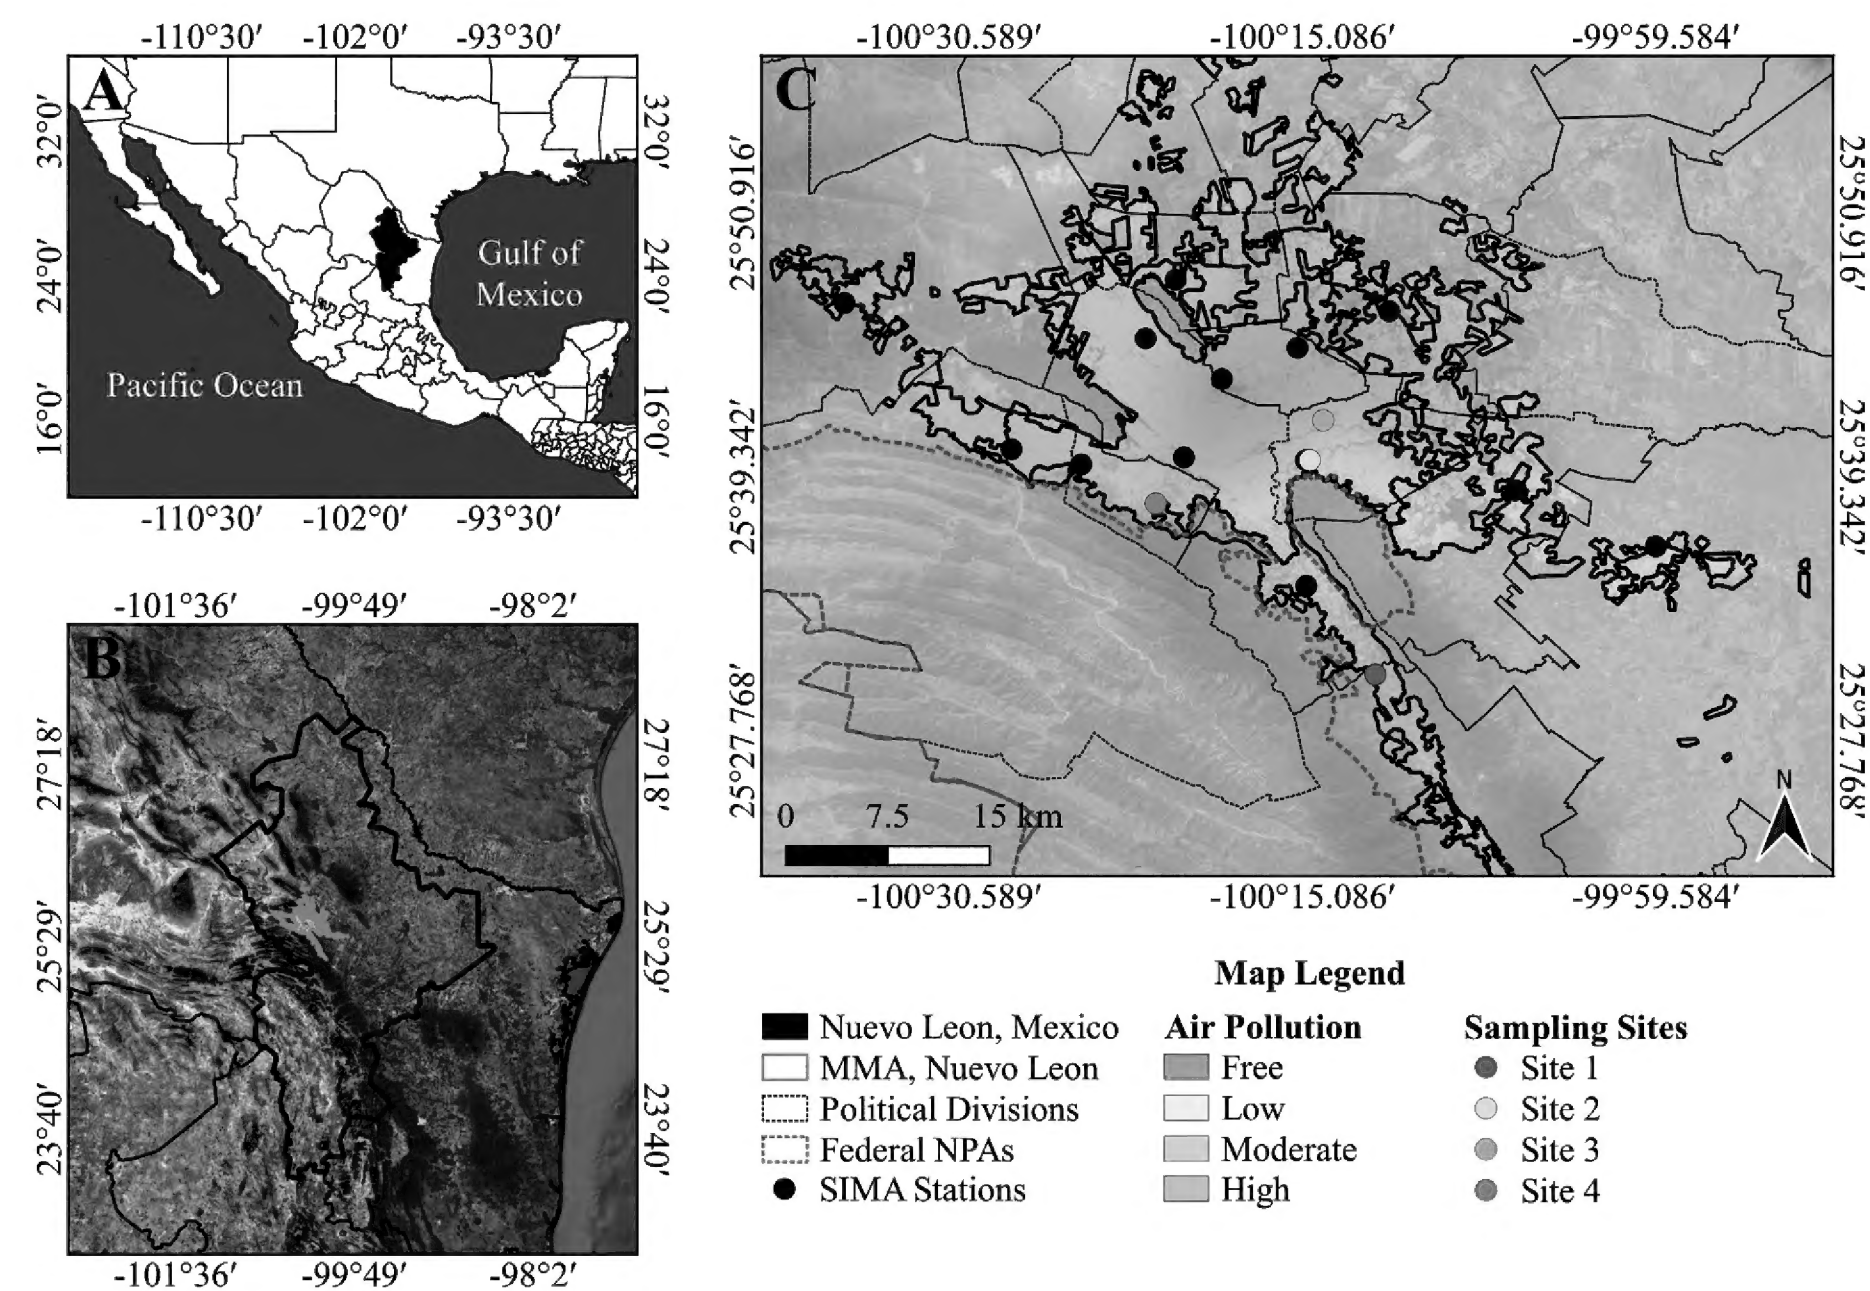 -110°30′ -102°0′ -93°30′
A
32°0′
24°0′
16°0′
32°0′
24°0′
16°0′
Gulf of
Mexico
Pacific Ocean
-110°30′ -102°0′ -93°30′
-101°36′ -99°49′ -98°2′
B
27°18′
25°29′
23°40′
27°18′
25°29′
23°40′
-101°36′ -99°49′ -98°2′
-100°30.589′ -100°15.086′ -99°59.584′
C
25°50.916′
25°39.342′
25°27.768′
25°50.916′
25°39.342′
25°27.768′
N
0 7.5 15 km
-100°30.589′ -100°15.086′ -99°59.584′
Map Legend
Nuevo Leon, Mexico
MMA, Nuevo Leon
Political Divisions
Federal NPAs
SIMA Stations
Air Pollution
Free
Low
Moderate
High
Sampling Sites
Site 1
Site 2
Site 3
Site 4